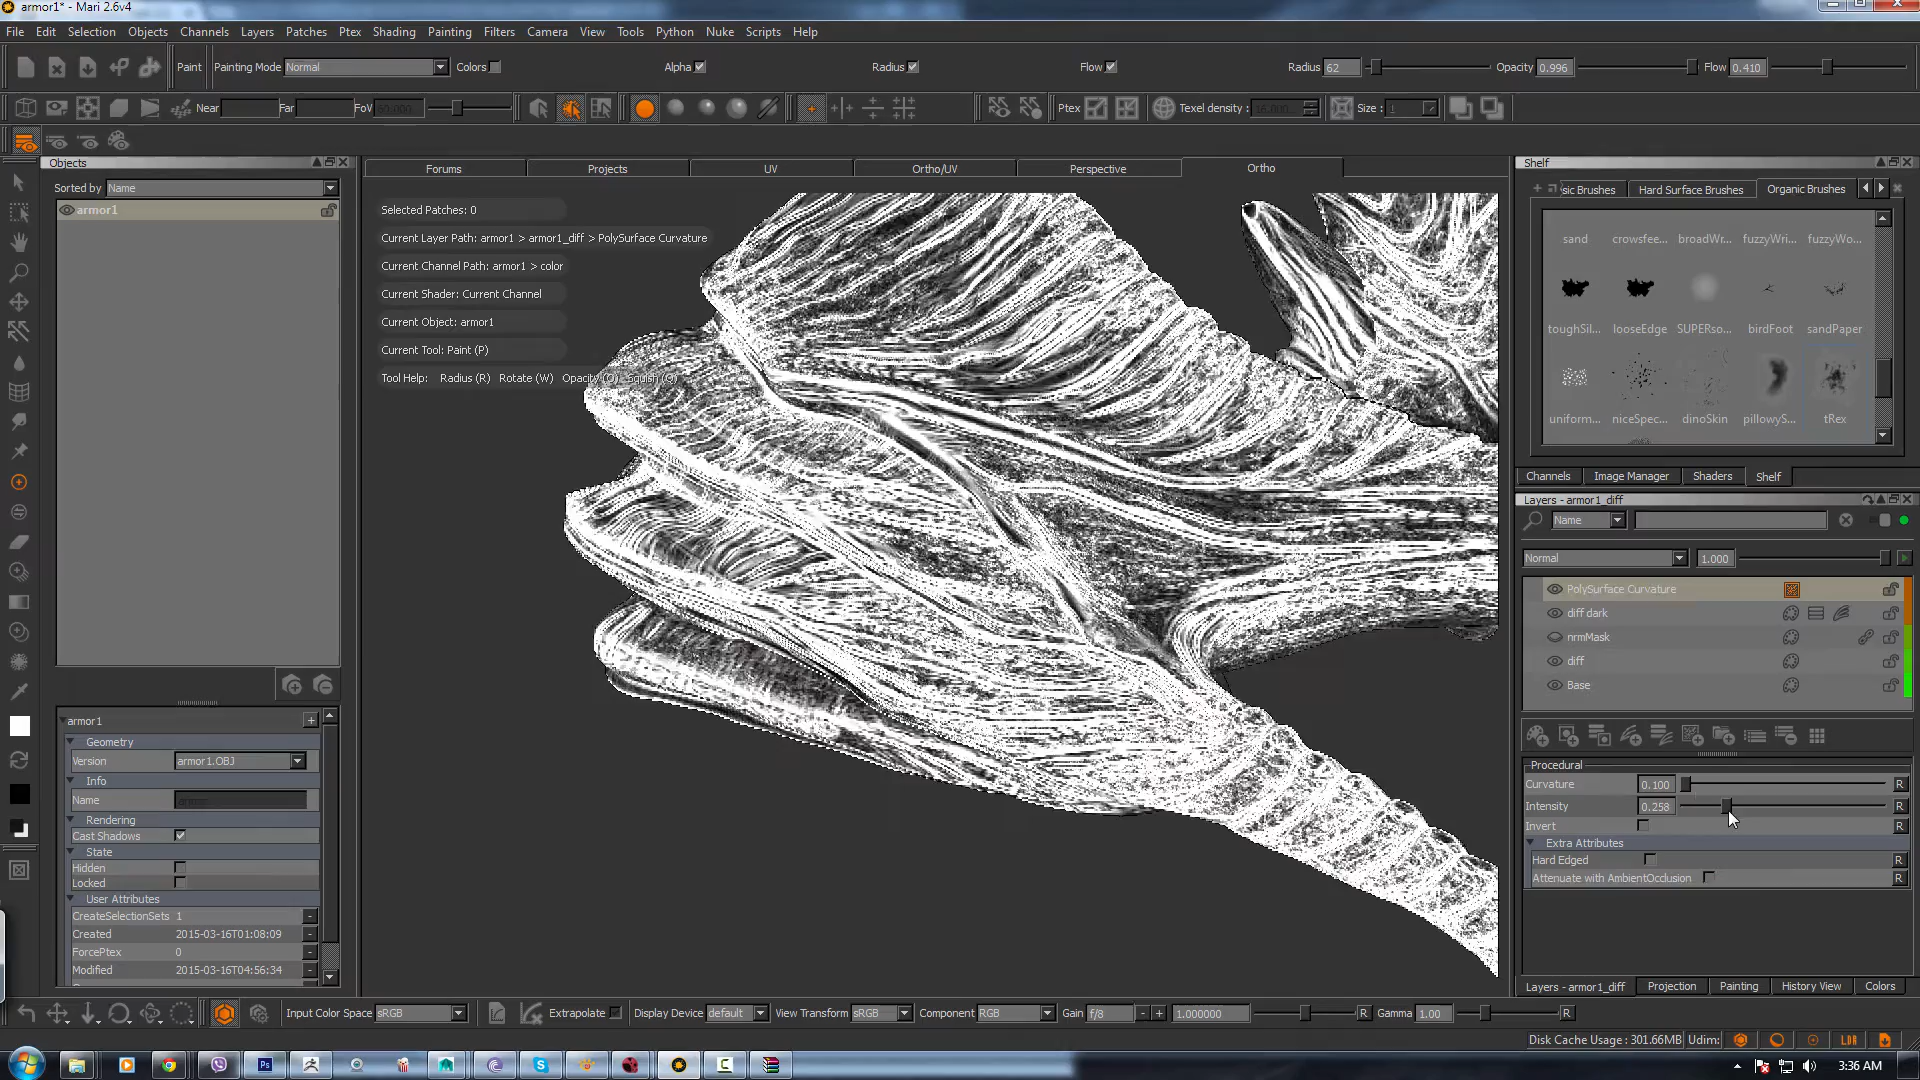 armor1* - Mari 2.6v4
File Edit Selection Objects Channels Layers Patches Ptex Shading Painting Filters Camera View Tools Python Nuke Scripts Help
Paint Painting Mode Normal Colors Alpha Radius Flow Radius 62 Opacity 0.996 Flow 0.410
Near Far FoV Ptex Texel density: Size : 1
Objects
Sorted by Name
armor1
Forums Projects UV Ortho/UV Perspective Ortho
Selected Patches: 0
Current Layer Path: armor1 > armor1_diff > PolySurface Curvature
Current Channel Path: armor1 > color
Current Shader: Current Channel
Current Object: armor1
Current Tool: Paint (P)
Tool Help: Radius (R) Rotate (W) Opacity (O) Squish (Q)
Shelf
sic Brushes Hard Surface Brushes Organic Brushes
sand crowsfee... broadWr... fuzzyWri... fuzzyWo...
toughSil... looseEdge SUPERso... birdFoot sandPaper
uniform... niceSpec... dinoSkin pillowyS... tRex
Channels Image Manager Shaders Shelf
Layers - armor1_diff
Name
Normal 1.000
PolySurface Curvature
diff dark
nrmMask
diff
Base
Procedural
Curvature 0.100 R
Intensity 0.258 R
Invert R
Extra Attributes
Hard Edged R
Attenuate with AmbientOcclusion R
Layers - armor1_diff Projection Painting History View Colors
armor1 +
Geometry
Version armor1.OBJ
Info
Name
Rendering
Cast Shadows
State
Hidden
Locked
User Attributes
CreateSelectionSets 1 -
Created 2015-03-16T01:08:09 -
ForcePtex 0 -
Modified 2015-03-16T04:56:34 -
Input Color Space sRGB Extrapolate Display Device default View Transform sRGB Component RGB Gain f/8 - + 1.000000 R Gamma 1.00 R
Disk Cache Usage : 301.66MB Udim: LDR
Ps
3:36 AM